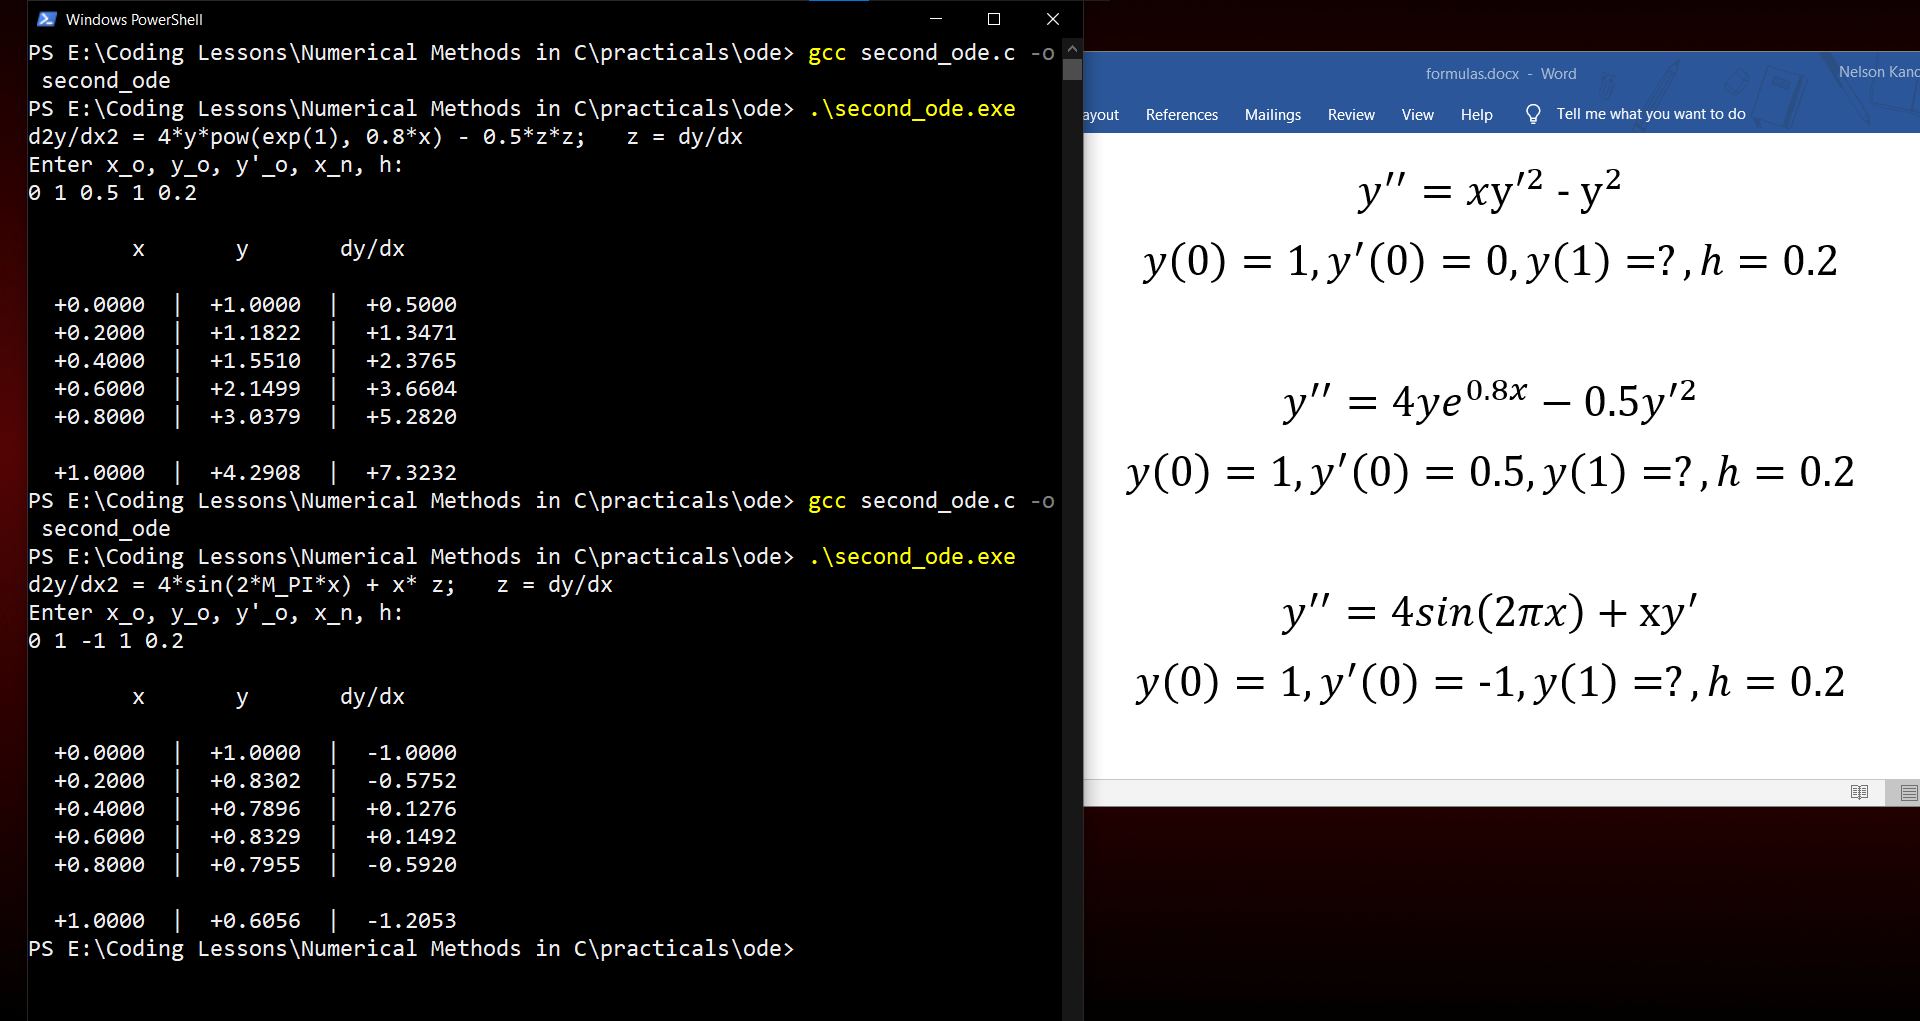 Windows PowerShell
PS E:\Coding Lessons\Numerical Methods in C\practicals\ode> gcc second_ode.c -o
second_ode
PS E:\Coding Lessons\Numerical Methods in C\practicals\ode> .\second_ode.exe
d2y/dx2 = 4*y*pow(exp(1), 0.8*x) - 0.5*z*z;   z = dy/dx
Enter x_o, y_o, y'_o, x_n, h:
0 1 0.5 1 0.2
x y dy/dx
+0.0000 | +1.0000 | +0.5000
+0.2000 | +1.1822 | +1.3471
+0.4000 | +1.5510 | +2.3765
+0.6000 | +2.1499 | +3.6604
+0.8000 | +3.0379 | +5.2820
+1.0000 | +4.2908 | +7.3232
PS E:\Coding Lessons\Numerical Methods in C\practicals\ode> gcc second_ode.c -o
second_ode
PS E:\Coding Lessons\Numerical Methods in C\practicals\ode> .\second_ode.exe
d2y/dx2 = 4*sin(2*M_PI*x) + x* z;   z = dy/dx
Enter x_o, y_o, y'_o, x_n, h:
0 1 -1 1 0.2
x y dy/dx
+0.0000 | +1.0000 | -1.0000
+0.2000 | +0.8302 | -0.5752
+0.4000 | +0.7896 | +0.1276
+0.6000 | +0.8329 | +0.1492
+0.8000 | +0.7955 | -0.5920
+1.0000 | +0.6056 | -1.2053
PS E:\Coding Lessons\Numerical Methods in C\practicals\ode>
formulas.docx - Word
Nelson Kanc
ayout References Mailings Review View Help Tell me what you want to do
y′′ = xy′² - y²
y(0) = 1, y′(0) = 0, y(1) =? , h = 0.2
y′′ = 4ye^0.8x − 0.5y′²
y(0) = 1, y′(0) = 0.5, y(1) =? , h = 0.2
y′′ = 4sin(2πx) + xy′
y(0) = 1, y′(0) = -1, y(1) =? , h = 0.2